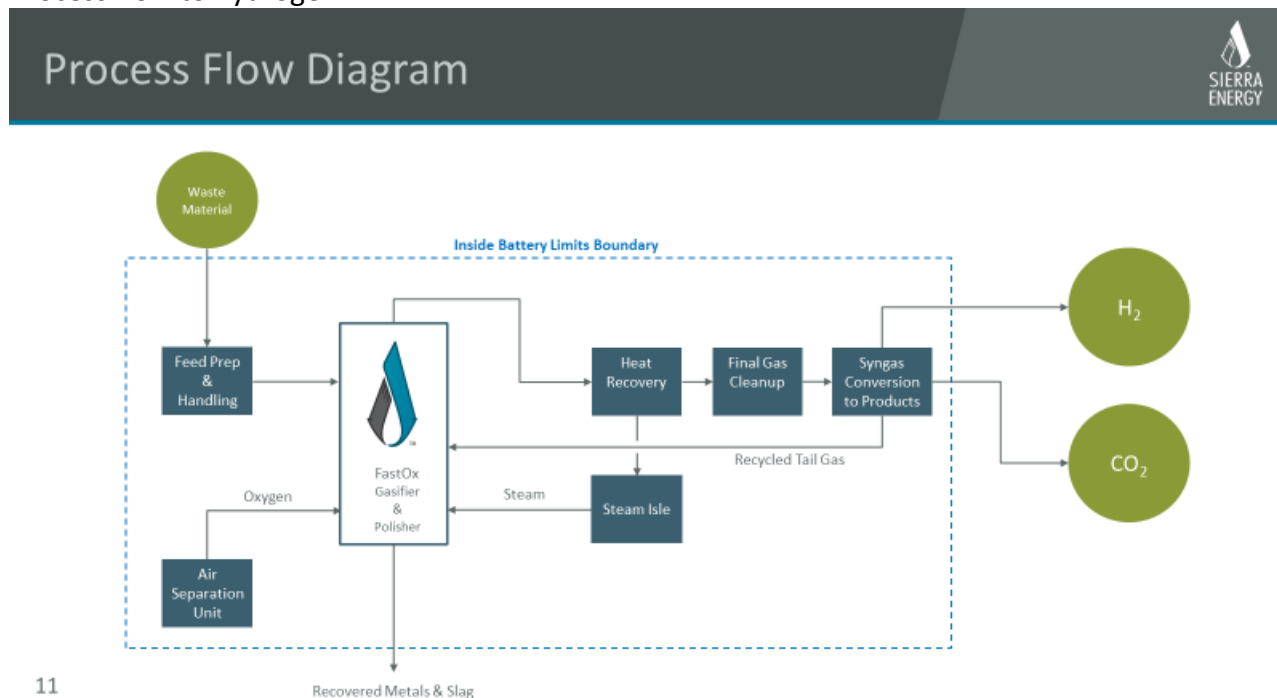 Process Flow Diagram
SIERRA
ENERGY
Waste
Material
Inside Battery Limits Boundary
H₂
Feed Prep
&
Handling
Heat
Recovery
Final Gas
Cleanup
Syngas
Conversion
to Products
Recycled Tail Gas
CO₂
FastOx
Gasifier
&
Polisher
Oxygen
Steam
Steam Isle
Air
Separation
Unit
11
Recovered Metals & Slag